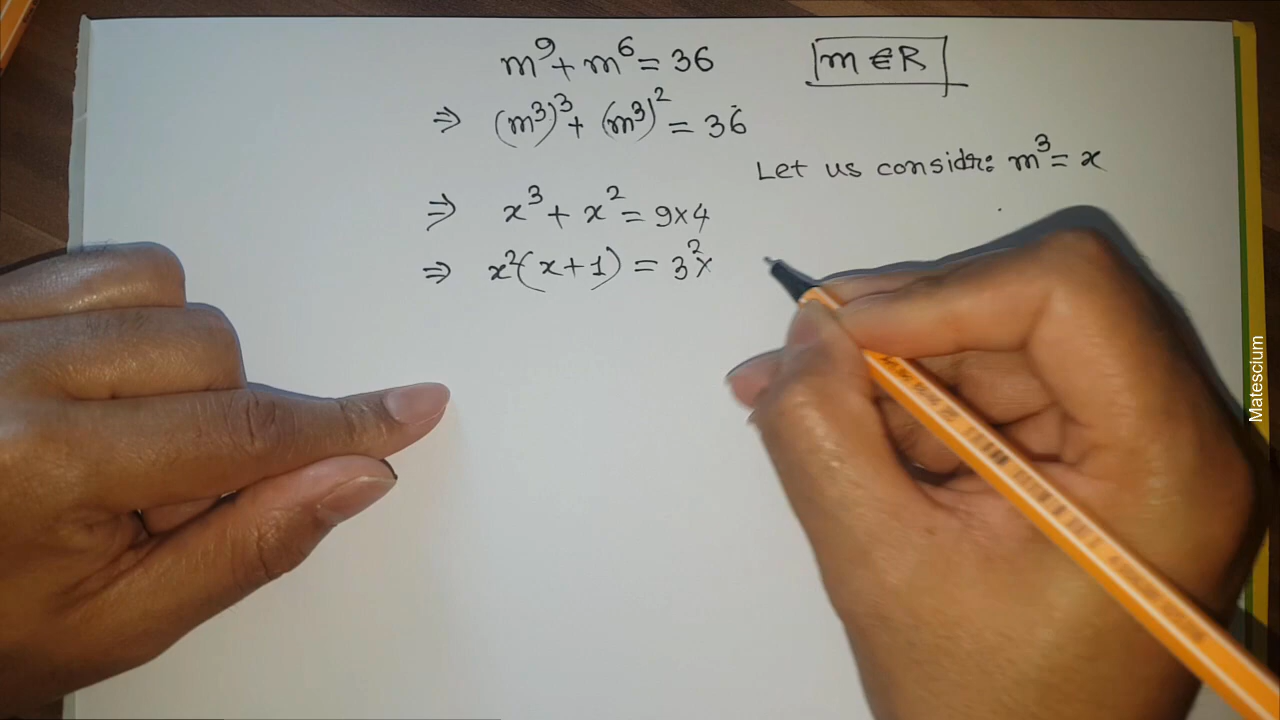 m⁹ + m⁶ = 36
m ∈ R
⇒ (m³)³ + (m³)² = 36
Let us considr: m³ = x
⇒ x³ + x² = 9×4
⇒ x²(x+1) = 3²×
Matescium